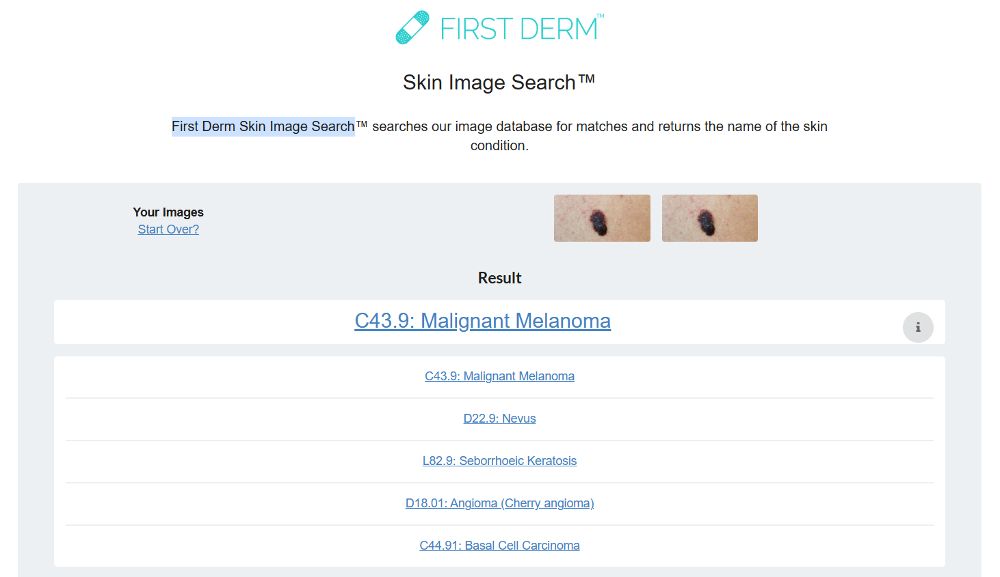 FIRST DERM™
Skin Image Search™
First Derm Skin Image Search™ searches our image database for matches and returns the name of the skin
condition.
Your Images
Start Over?
Result
C43.9: Malignant Melanoma
i
C43.9: Malignant Melanoma
D22.9: Nevus
L82.9: Seborrhoeic Keratosis
D18.01: Angioma (Cherry angioma)
C44.91: Basal Cell Carcinoma